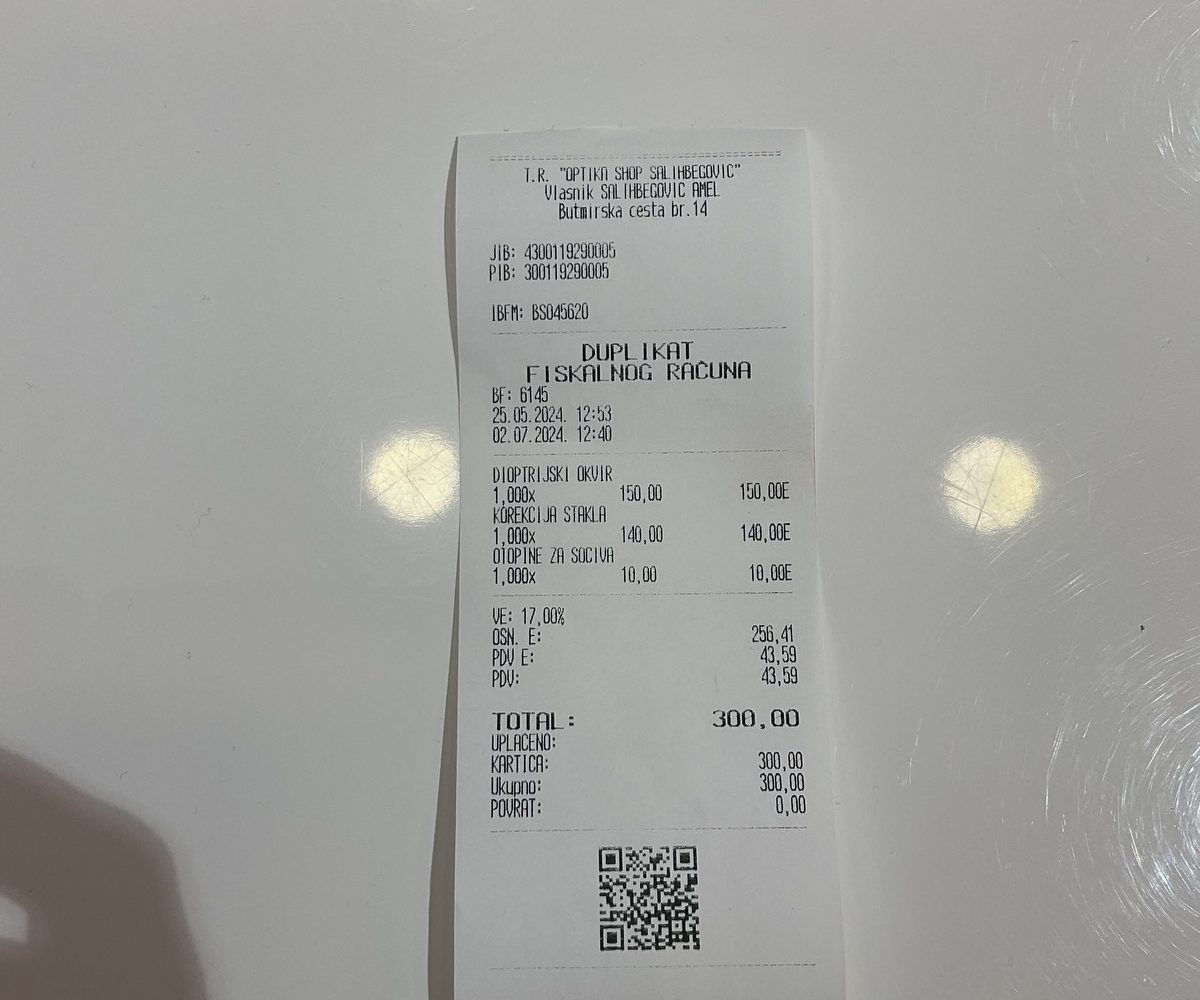 T.R. "OPTIKA SHOP SALIHBEGOVIC"
Vlasnik SALIHBEGOVIC AMEL
Butmirska cesta br.14
JIB: 4300119290005
PIB: 300119290005
IBFM: BS045620
DUPLIKAT
FISKALNOG RAČUNA
BF: 6145
25.05.2024. 12:53
02.07.2024. 12:40
DIOPTRIJSKI OKVIR
1,000x 150,00 150,00E
KOREKCIJA STAKLA
1,000x 140,00 140,00E
OTOPINE ZA SOCIVA
1,000x 10,00 10,00E
VE: 17,00%
OSN. E: 256,41
PDV E: 43,59
PDV: 43,59
TOTAL: 300,00
UPLACENO:
KARTICA: 300,00
Ukupno: 300,00
POVRAT: 0,00